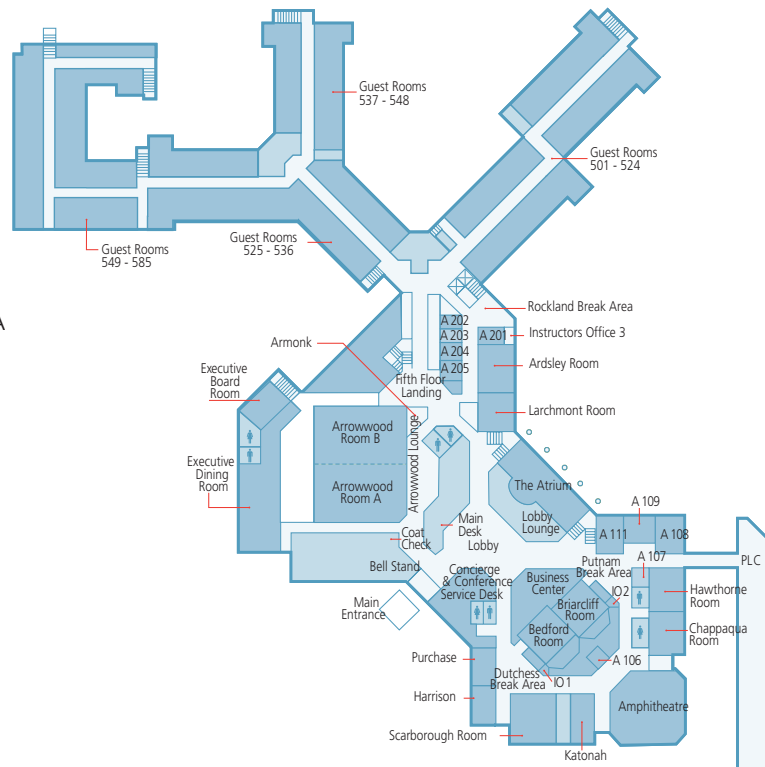 Guest Rooms
537 - 548
Guest Rooms
501 - 524
Guest Rooms
549 - 585
Guest Rooms
525 - 536
A
Rockland Break Area
A 202
A 203
A 201
Instructors Office 3
A 204
A 205
Armonk
Ardsley Room
Executive
Board
Room
Fifth Floor
Landing
Larchmont Room
Arrowwood
Room B
Arrowwood Lounge
Executive
Dining
Room
Arrowwood
Room A
The Atrium
A 109
Main
Desk
Lobby
Lobby
Lounge
Coat
Check
A 111
A 108
A 107
PLC
Bell Stand
Putnam
Break Area
Concierge
& Conference
Service Desk
Business
Center
IO2
Hawthorne
Room
Briarcliff
Room
Main
Entrance
Bedford
Room
Chappaqua
Room
Purchase
A 106
Dutchess
Break Area
IO1
Harrison
Amphitheatre
Scarborough Room
Katonah